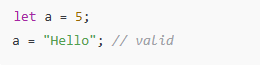 let a = 5;
a = "Hello"; // valid